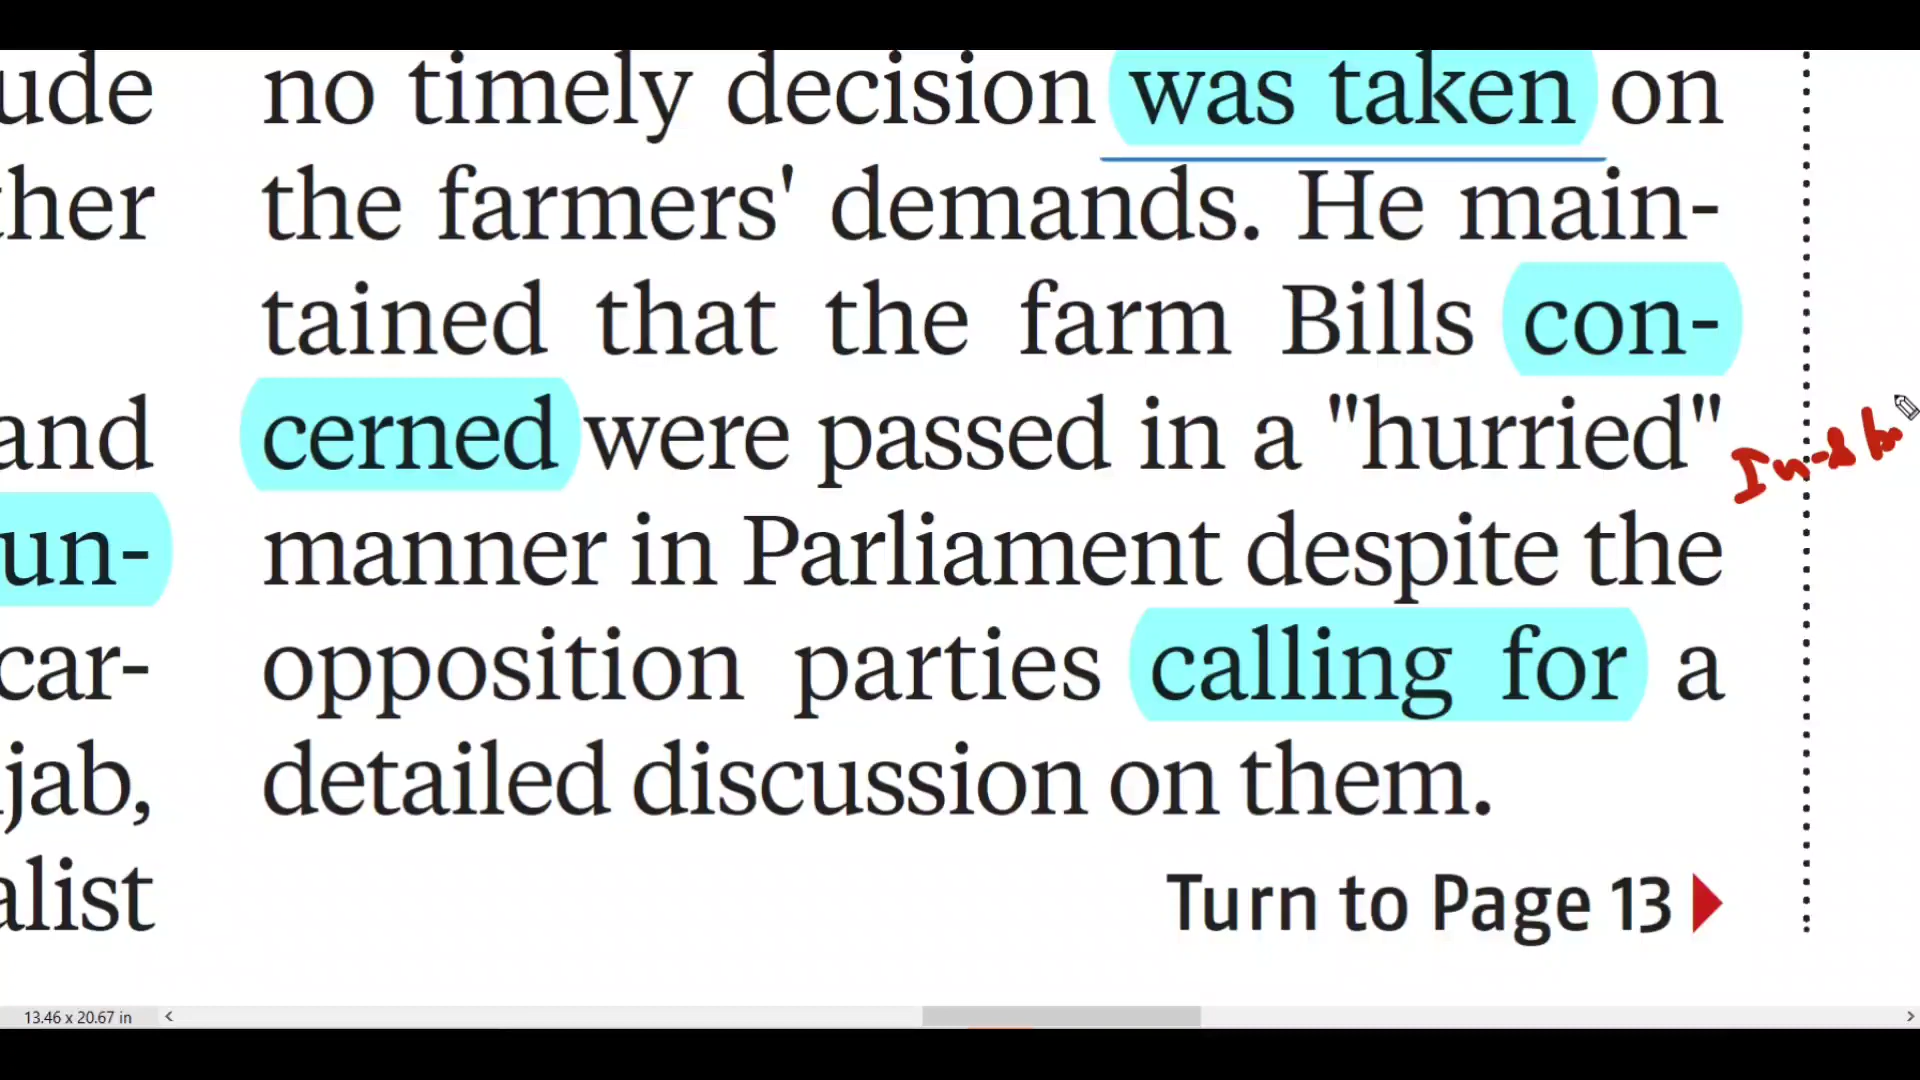 ude
ther
and
un-
car-
jab,
alist
no timely decision was taken on
the farmers' demands. He main-
tained that the farm Bills con-
cerned were passed in a "hurried"
manner in Parliament despite the
opposition parties calling for a
detailed discussion on them.
Turn to Page 13
13.46 x 20.67 in